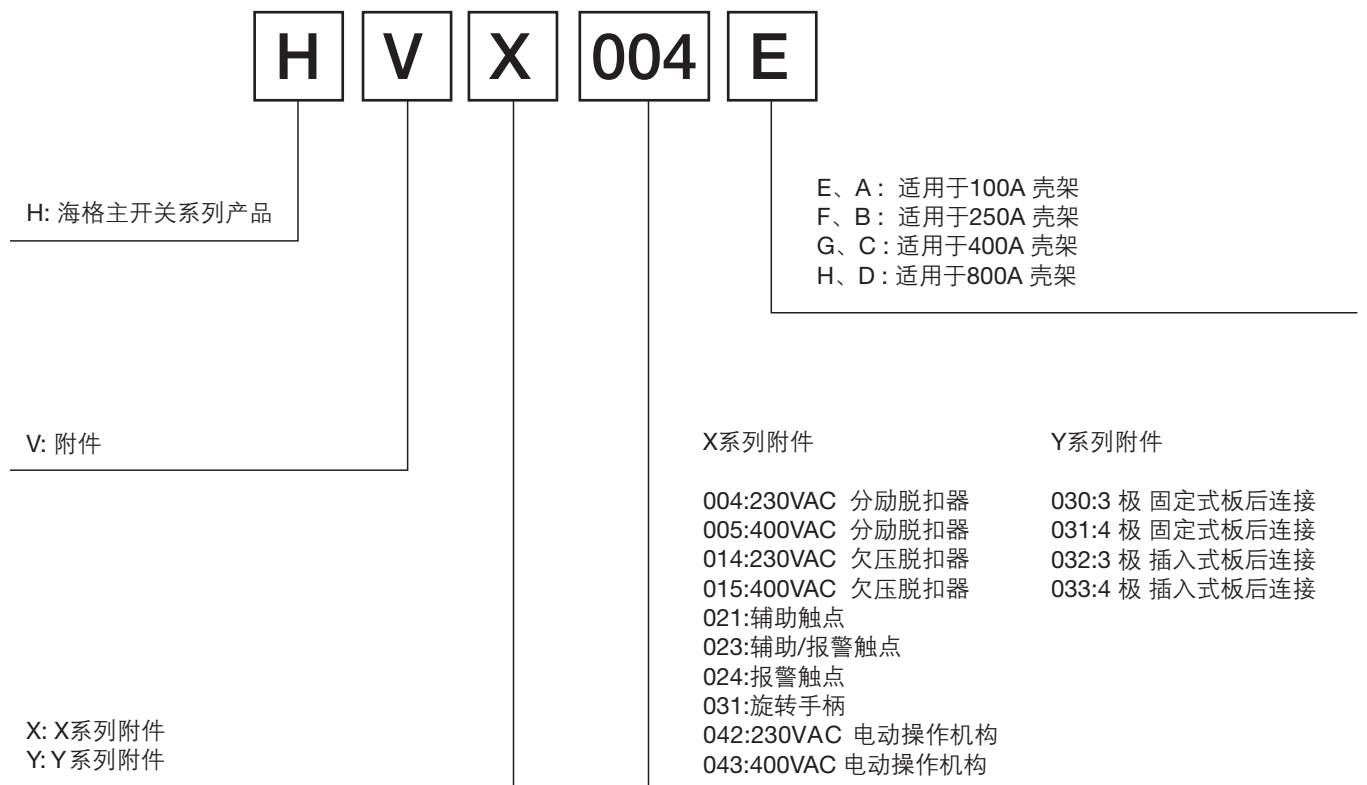 H V X 004 E
E、A : 适用于100A 壳架
F、B : 适用于250A 壳架
G、C : 适用于400A 壳架
H、D : 适用于800A 壳架
H: 海格主开关系列产品
V: 附件
X系列附件
004:230VAC 分励脱扣器
005:400VAC 分励脱扣器
014:230VAC 欠压脱扣器
015:400VAC 欠压脱扣器
021:辅助触点
023:辅助/报警触点
024:报警触点
031:旋转手柄
042:230VAC 电动操作机构
043:400VAC 电动操作机构
Y系列附件
030:3 极 固定式板后连接
031:4 极 固定式板后连接
032:3 极 插入式板后连接
033:4 极 插入式板后连接
X: X系列附件
Y: Y系列附件